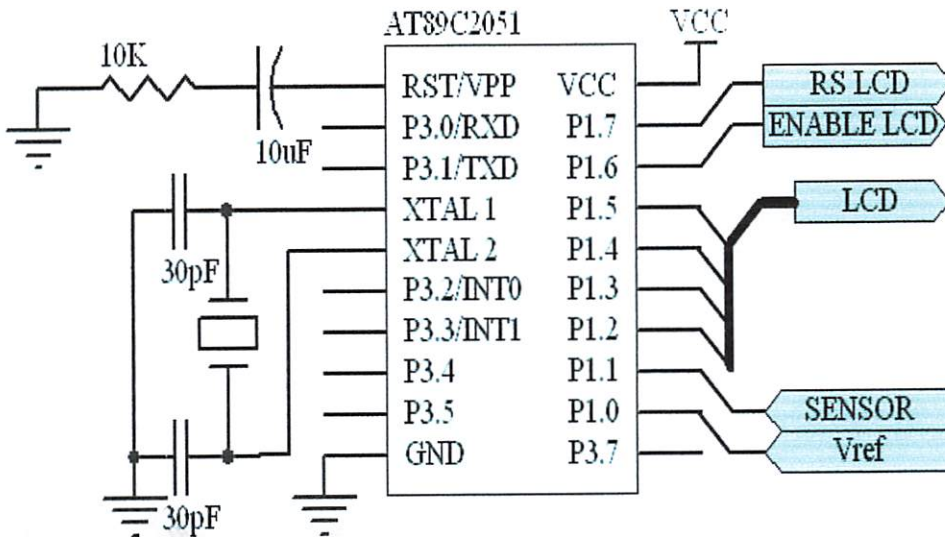 AT89C2051
VCC
10K
10uF
RST/VPP
P3.0/RXD
P3.1/TXD
XTAL 1
XTAL 2
P3.2/INT0
P3.3/INT1
P3.4
P3.5
GND
VCC
P1.7
P1.6
P1.5
P1.4
P1.3
P1.2
P1.1
P1.0
P3.7
RS LCD
ENABLE LCD
LCD
SENSOR
Vref
30pF
30pF